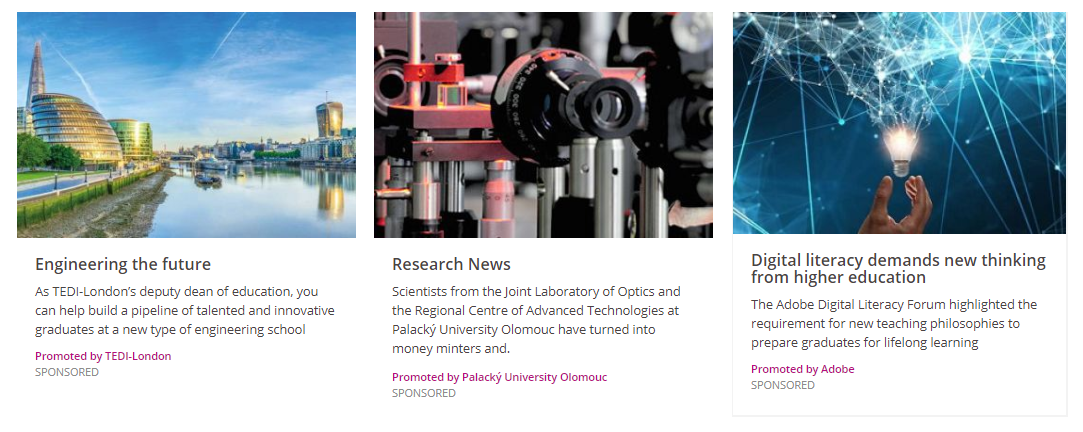 Engineering the future
As TEDI-London’s deputy dean of education, you
can help build a pipeline of talented and innovative
graduates at a new type of engineering school
Promoted by TEDI-London
SPONSORED
Research News
Scientists from the Joint Laboratory of Optics and
the Regional Centre of Advanced Technologies at
Palacký University Olomouc have turned into
money minters and.
Promoted by Palacký University Olomouc
SPONSORED
Digital literacy demands new thinking
from higher education
The Adobe Digital Literacy Forum highlighted the
requirement for new teaching philosophies to
prepare graduates for lifelong learning
Promoted by Adobe
SPONSORED